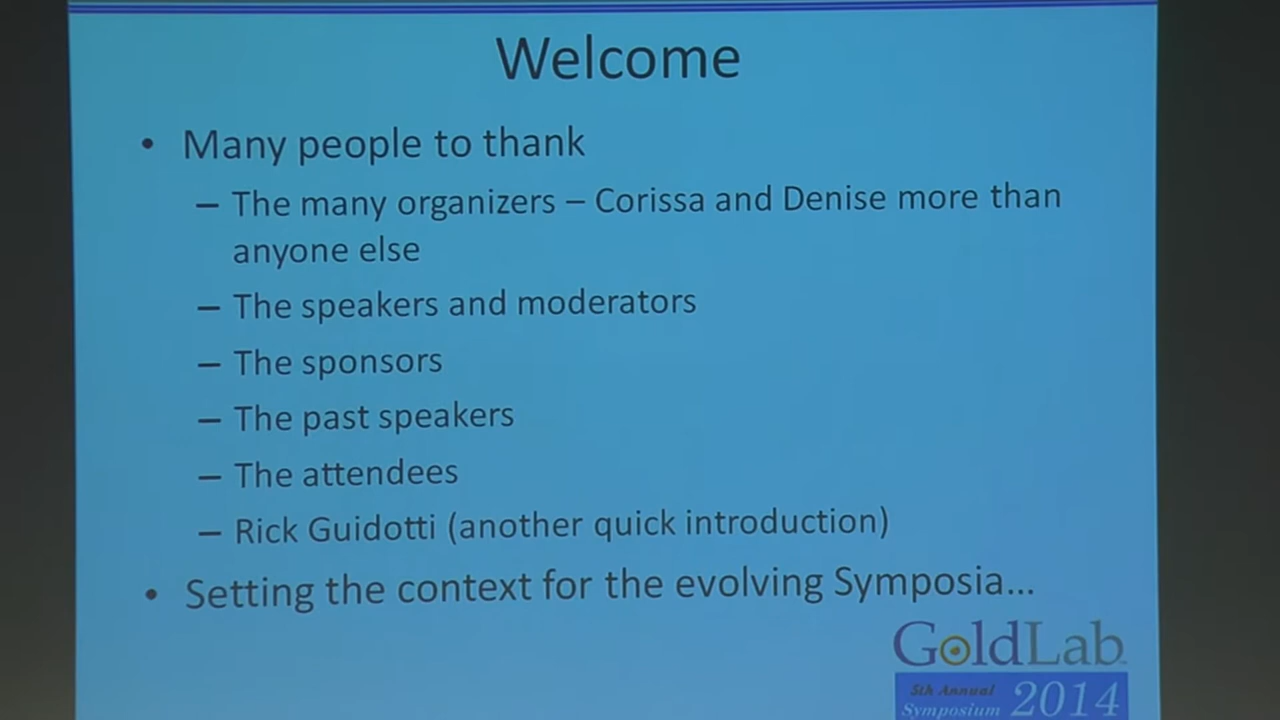 Welcome
• Many people to thank
– The many organizers – Corissa and Denise more than
anyone else
– The speakers and moderators
– The sponsors
– The past speakers
– The attendees
– Rick Guidotti (another quick introduction)
• Setting the context for the evolving Symposia...
GoldLab
5th Annual
Symposium 2014